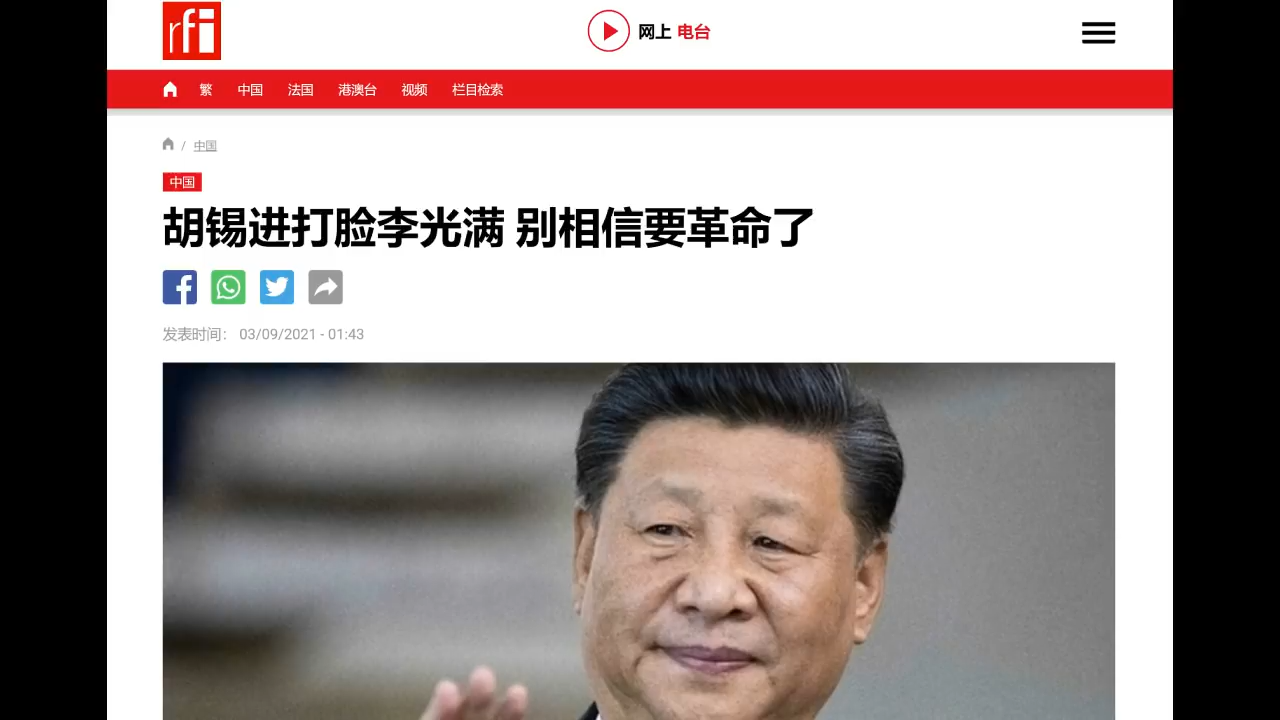 rfi
网上 电台
繁 中国 法国 港澳台 视频 栏目检索
/ 中国
中国
胡锡进打脸李光满 别相信要革命了
发表时间： 03/09/2021 - 01:43